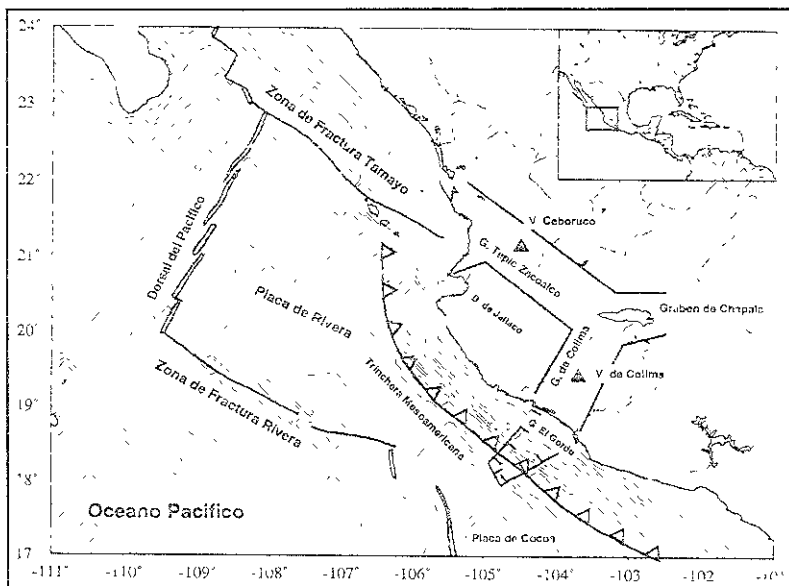 24°
23
22°
21°
20°
19°
18°
17
Zona de Fractura Tamayo
V. Ceboruco
G. Tepic Zacoalco
Dorsal del Pacífico
Placa de Rivera
B. de Jalisco
Graben de Chapala
G. de Colima
V. de Colima
Trinchera Mesoamericana
Zona de Fractura Rivera
G. El Gordo
Oceano Pacífico
Placa de Cocos
-111° -110° -109° -108° -107° -106° -105° -104° -103° -102